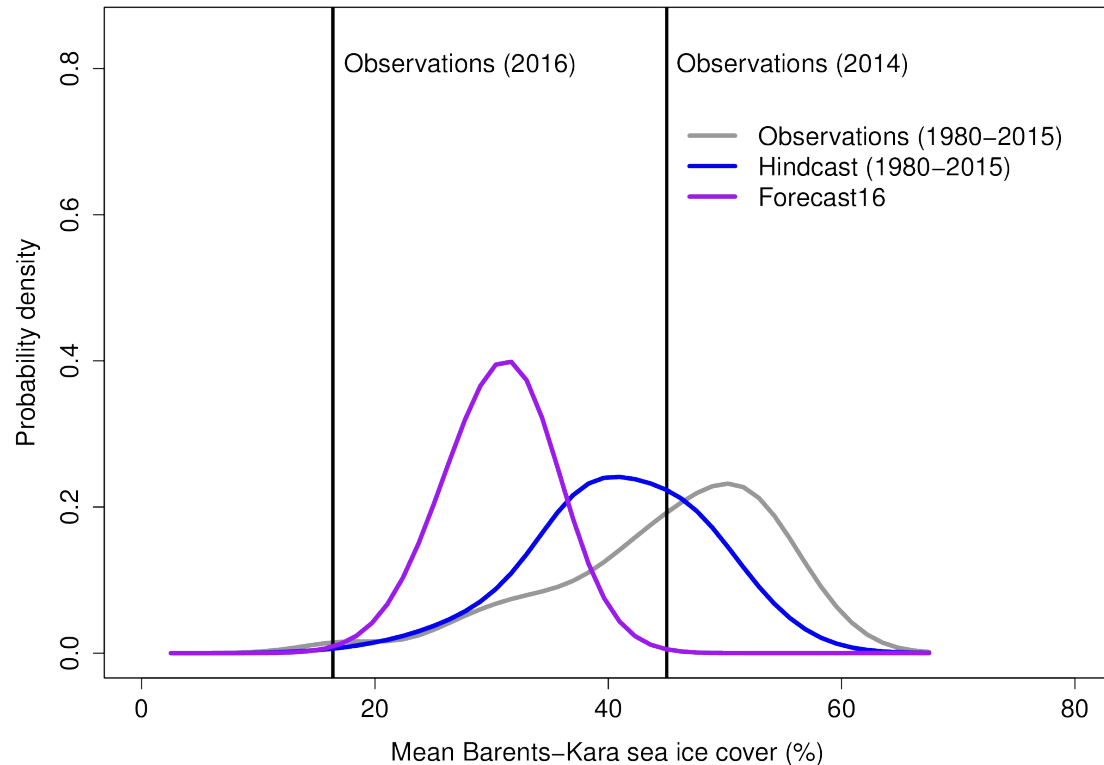 Observations (2016)
Observations (2014)
Observations (1980−2015)
Hindcast (1980−2015)
Forecast16
Probability density
0.0
0.2
0.4
0.6
0.8
0
20
40
60
80
Mean Barents−Kara sea ice cover (%)